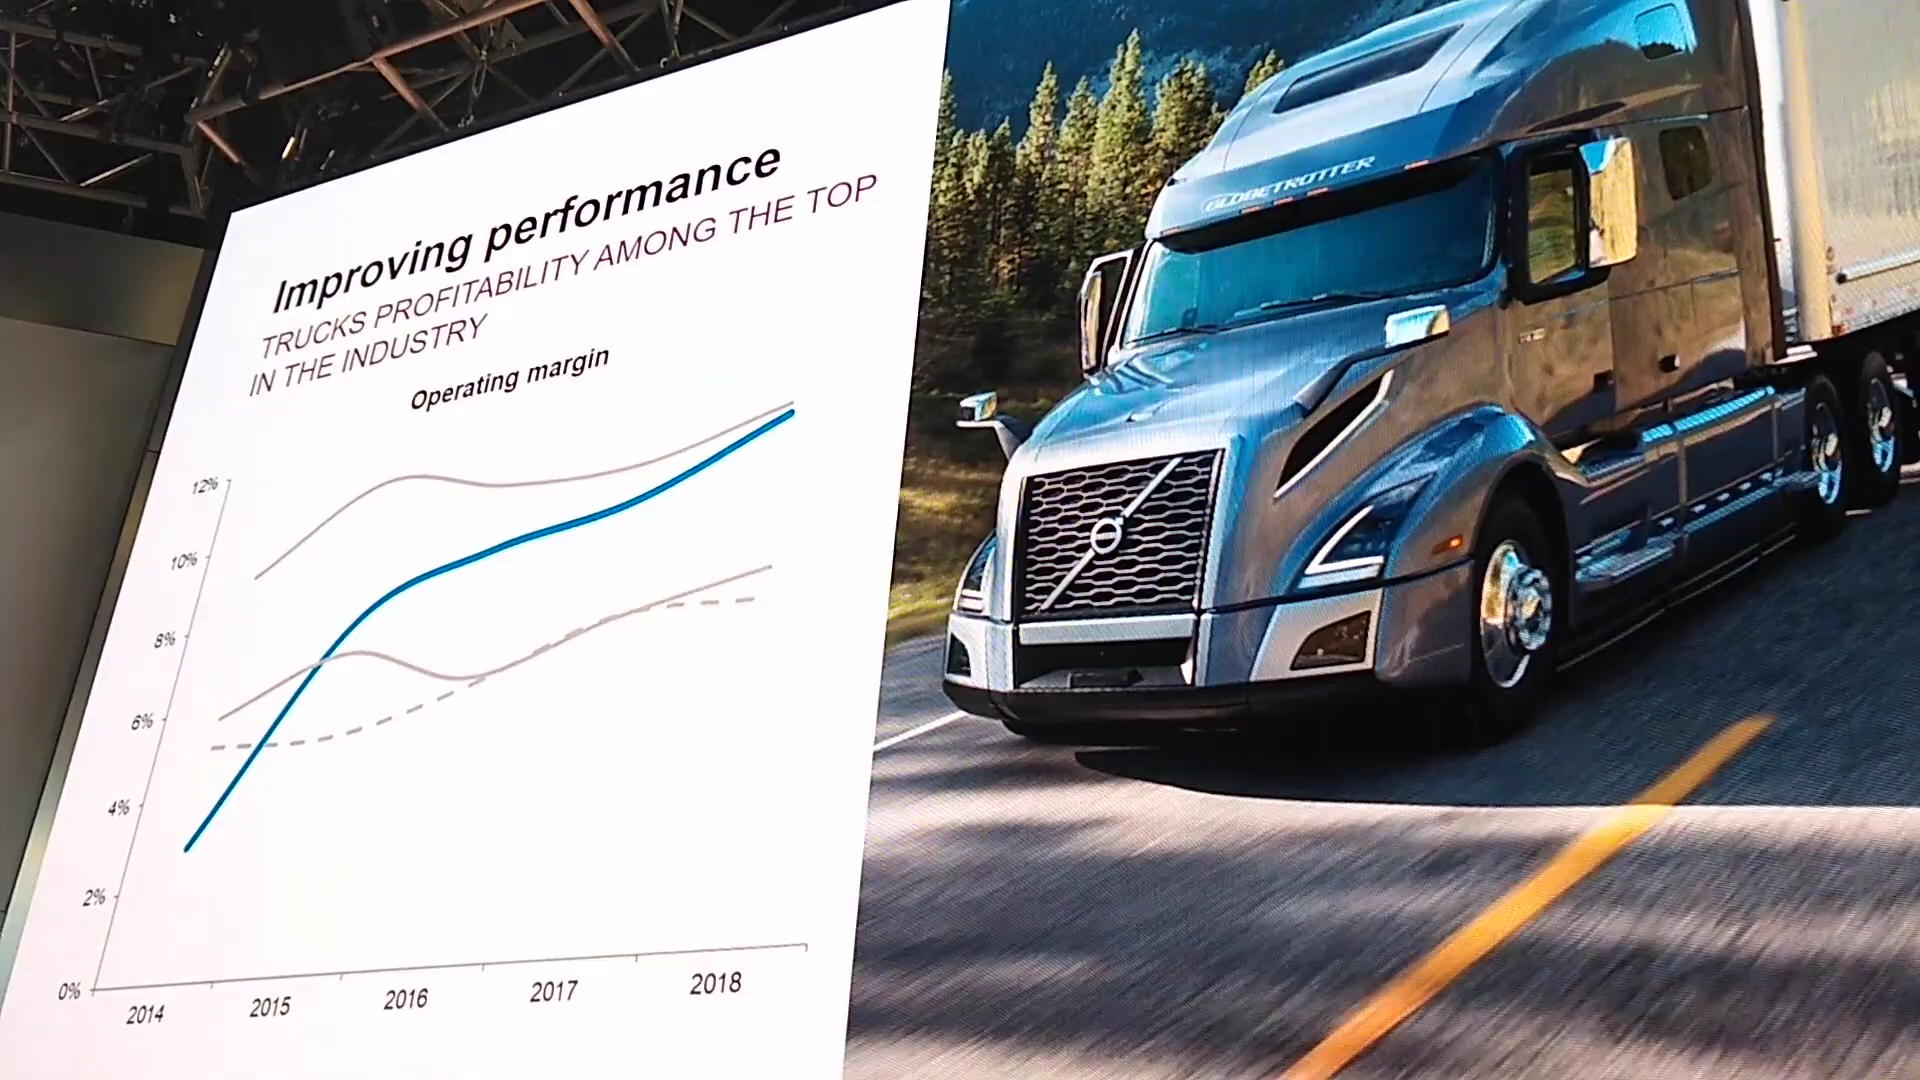 Improving performance
TRUCKS PROFITABILITY AMONG THE TOP
IN THE INDUSTRY
Operating margin
12%
10%
8%
6%
4%
2%
0%
2014 2015 2016 2017 2018
GLOBETROTTER